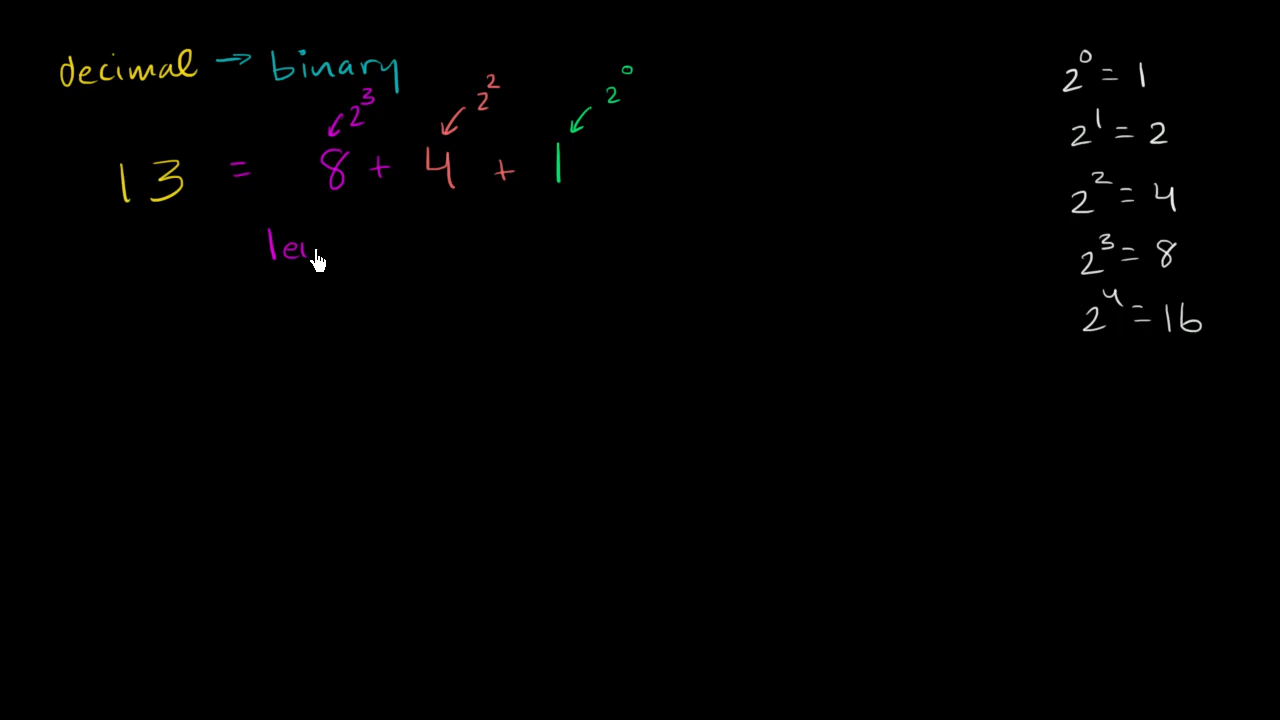 decimal → binary
2³ 2² 2⁰
13 = 8 + 4 + 1
2⁰ = 1
2¹ = 2
2² = 4
2³ = 8
2⁴ = 16